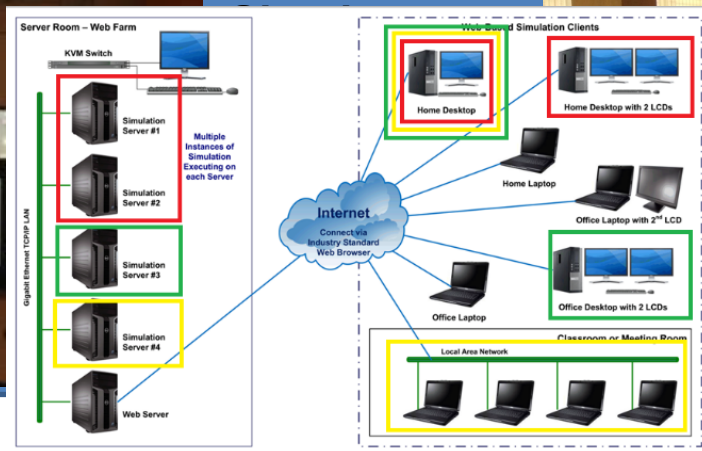 Server Room – Web Farm
KVM Switch
Simulation
Server #1
Multiple
Instances of
Simulation
Executing on
each Server
Simulation
Server #2
Simulation
Server #3
Simulation
Server #4
Web Server
Gigabit Ethernet TCP/IP LAN
Internet
Connect via
Industry Standard
Web Browser
Web-Based Simulation Clients
Home Desktop
Home Desktop with 2 LCDs
Home Laptop
Office Laptop with 2nd LCD
Office Desktop with 2 LCDs
Office Laptop
Classroom or Meeting Room
Local Area Network